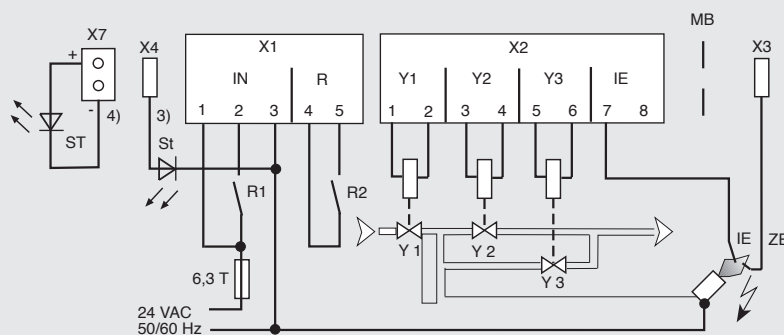 X7
X4
X1
X2
MB
X3
+
-
4)
ST
3)
St
IN
R
1 2 3 4 5
R1
R2
Y1
Y2
Y3
IE
1 2 3 4 5 6 7 8
Y 1
Y 2
Y 3
IE
ZE
6,3 T
24 VAC
50/60 Hz